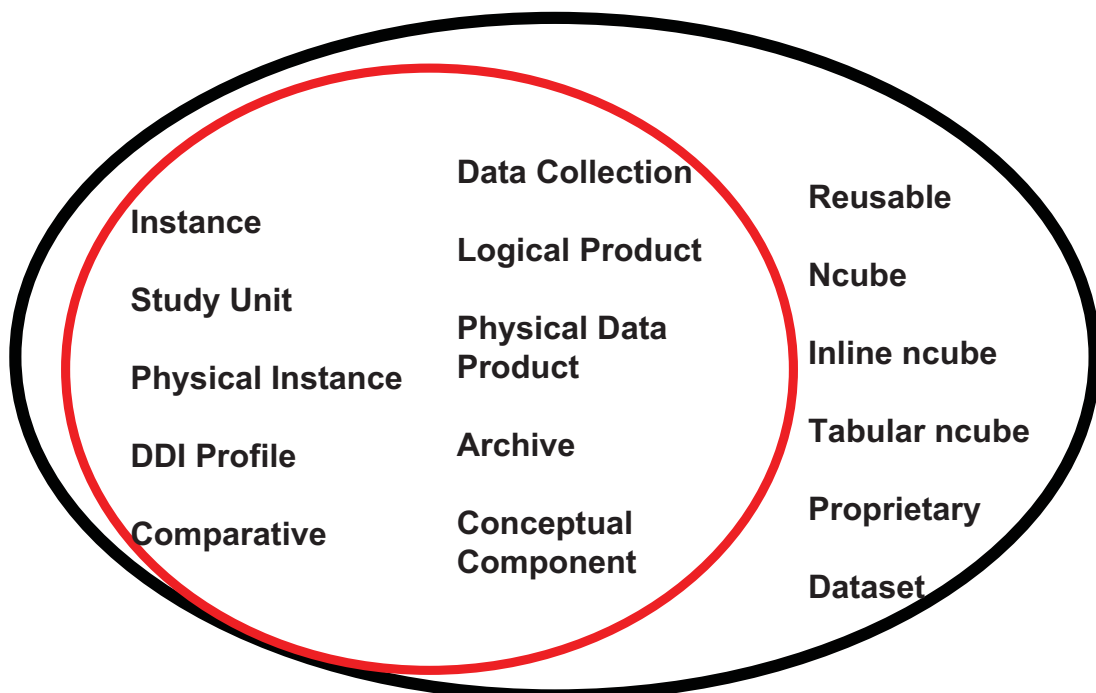 Instance
Study Unit
Physical Instance
DDI Profile
Comparative
Data Collection
Logical Product
Physical Data
Product
Archive
Conceptual
Component
Reusable
Ncube
Inline ncube
Tabular ncube
Proprietary
Dataset